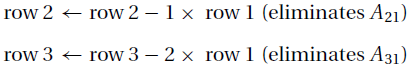 row 2 ← row 2 − 1 × row 1 (eliminates A₂₁)
row 3 ← row 3 − 2 × row 1 (eliminates A₃₁)